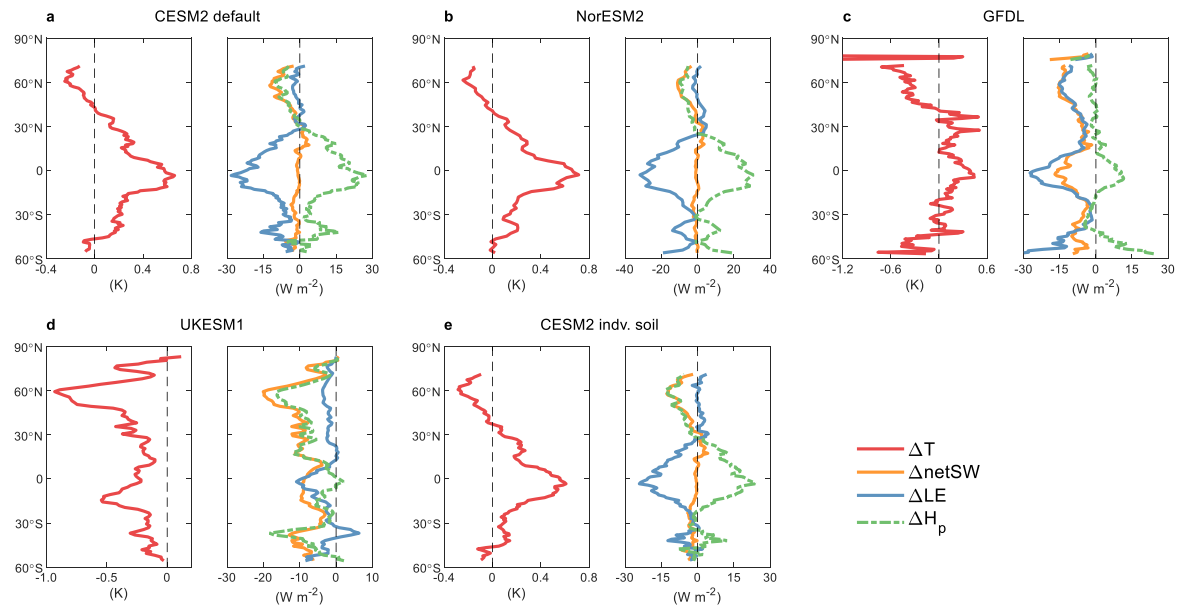 a CESM2 default
b NorESM2
c GFDL
90°N 90°N 90°N
60°N 60°N 60°N
30°N 30°N 30°N
0 0 0
30°S 30°S 30°S
60°S 60°S 60°S
-0.4 0 0.4 0.8 -30 -15 0 15 30 -0.4 0 0.4 0.8 -40 -20 0 20 40 -1.2 -0.6 0 0.6 -30 -15 0 15 30
(K) (W m-2) (K) (W m-2) (K) (W m-2)
d UKESM1
e CESM2 indv. soil
90°N 90°N
60°N 60°N
30°N 30°N
0 0
30°S 30°S
60°S 60°S
-1.0 -0.5 0 -30 -20 -10 0 10 -0.4 0 0.4 0.8 -30 -15 0 15 30
(K) (W m-2) (K) (W m-2)
ΔT
ΔnetSW
ΔLE
ΔHp